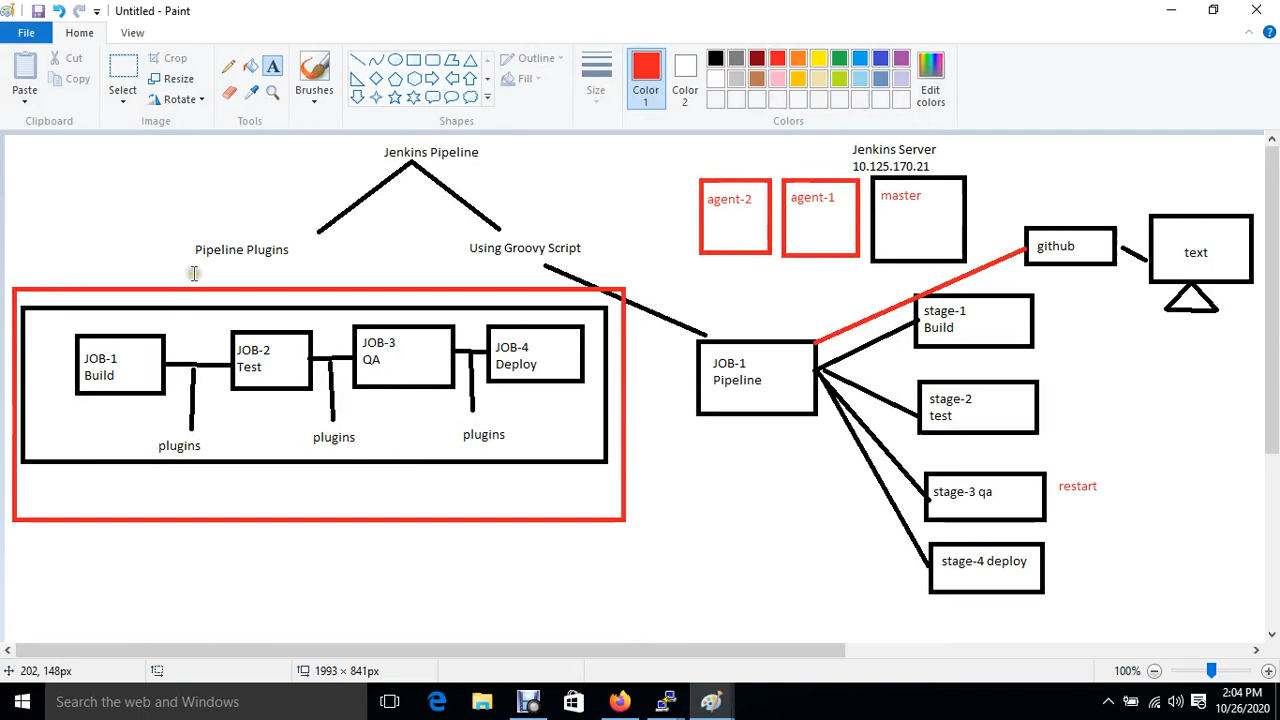 Untitled - Paint
File
Home
View
Paste
Cut
Copy
Clipboard
Select
Crop
Resize
Rotate
Image
Tools
Brushes
Outline
Fill
Shapes
Size
Color
1
Color
2
Edit
colors
Colors
Jenkins Pipeline
Pipeline Plugins
Using Groovy Script
JOB-1
Build
JOB-2
Test
JOB-3
QA
JOB-4
Deploy
plugins
plugins
plugins
Jenkins Server
10.125.170.21
agent-2
agent-1
master
github
text
JOB-1
Pipeline
stage-1
Build
stage-2
test
stage-3 qa
restart
stage-4 deploy
202, 148px
1993 × 841px
100%
Search the web and Windows
2:04 PM
10/26/2020